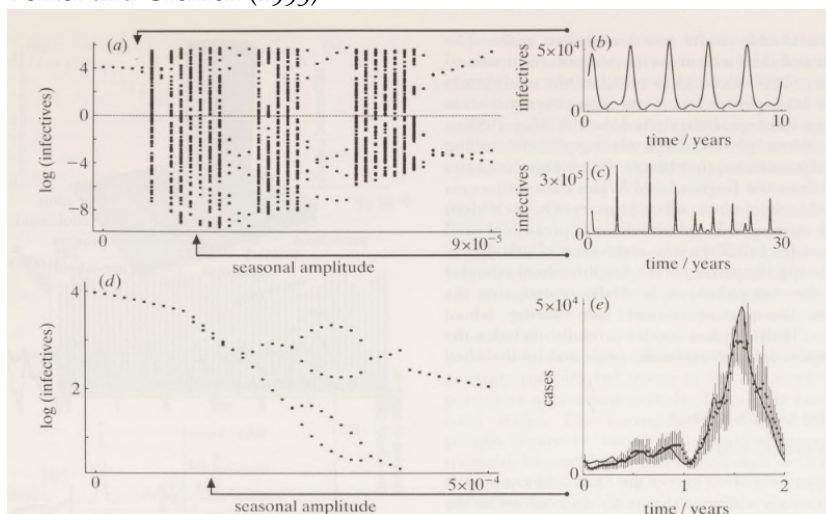 (a)
log (infectives)
4
0
−4
−8
0
9×10⁻⁵
seasonal amplitude
(b)
infectives
5×10⁴
0
0
10
time / years
(c)
infectives
3×10⁵
0
0
30
time / years
(d)
log (infectives)
4
2
0
5×10⁻⁴
seasonal amplitude
(e)
cases
5×10⁴
0
0
1
2
time / years